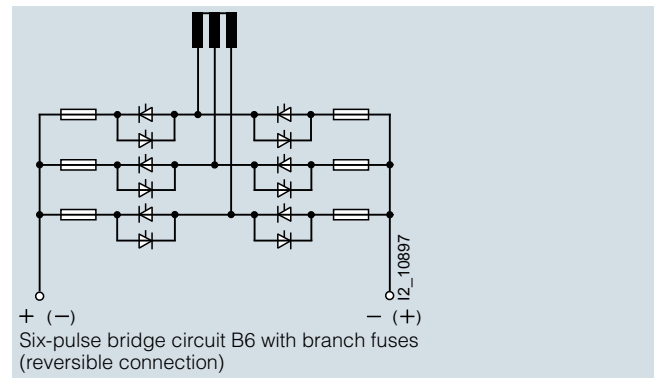 I2_10897
+ (−) − (+)
Six-pulse bridge circuit B6 with branch fuses
(reversible connection)